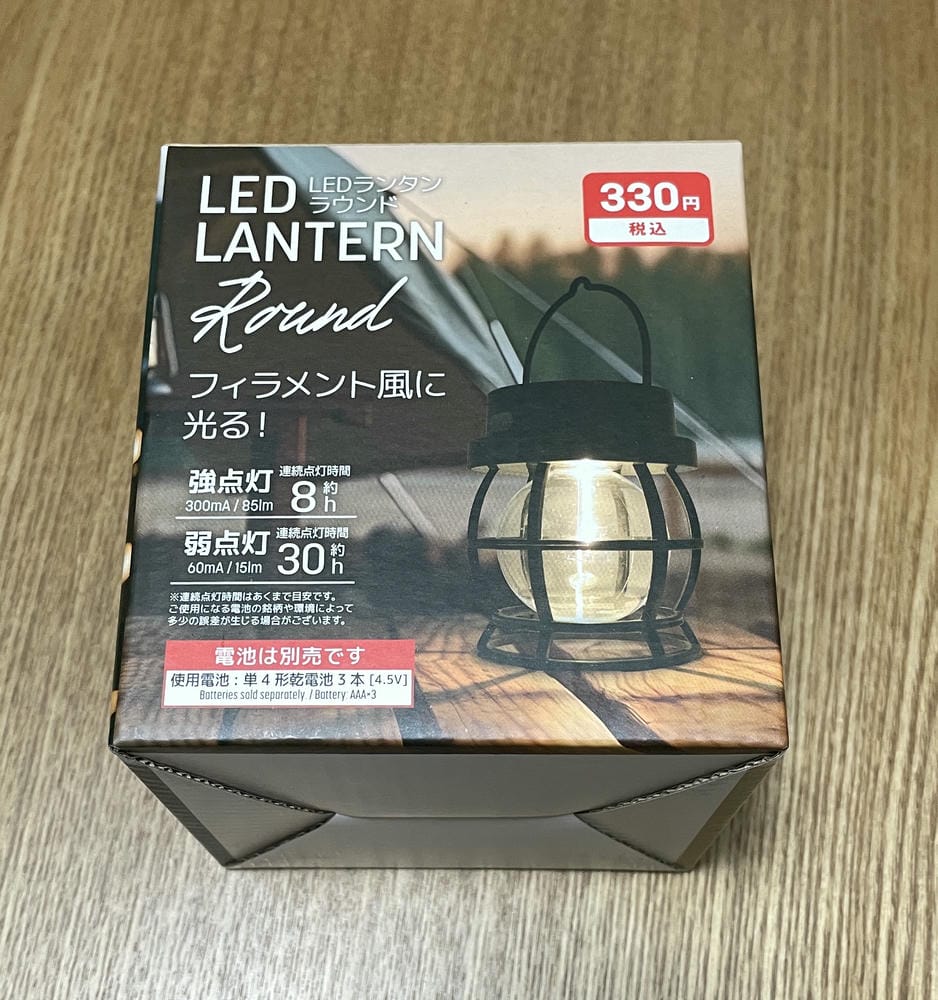 LED LEDランタン
ラウンド
LANTERN
Round
330円
税込
フィラメント風に
光る!
強点灯 連続点灯時間
300mA / 85lm 8約h
弱点灯 連続点灯時間
60mA / 15lm 30約h
※連続点灯時間はあくまで目安です。
ご使用になる電池の銘柄や環境によって
多少の誤差が生じる場合がございます。
電池は別売です
使用電池:単4形乾電池3本[4.5V]
Batteries sold separately. / Battery: AAA×3